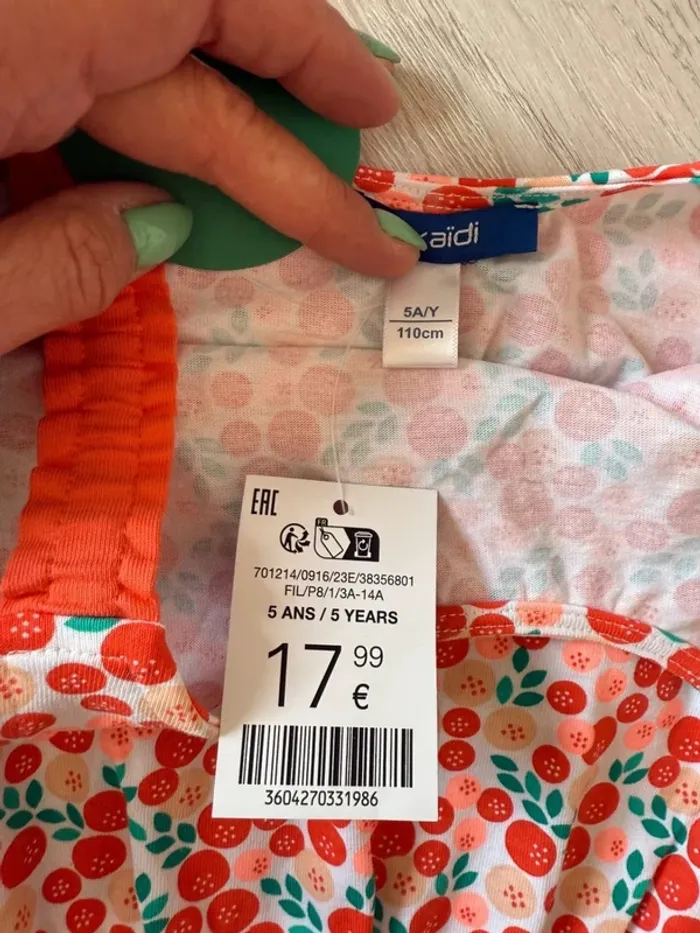 kaïdi
5A/Y
110cm
EAC
FR
701214/0916/23E/38356801
FIL/P8/1/3A-14A
5 ANS / 5 YEARS
17 99 €
3604270331986